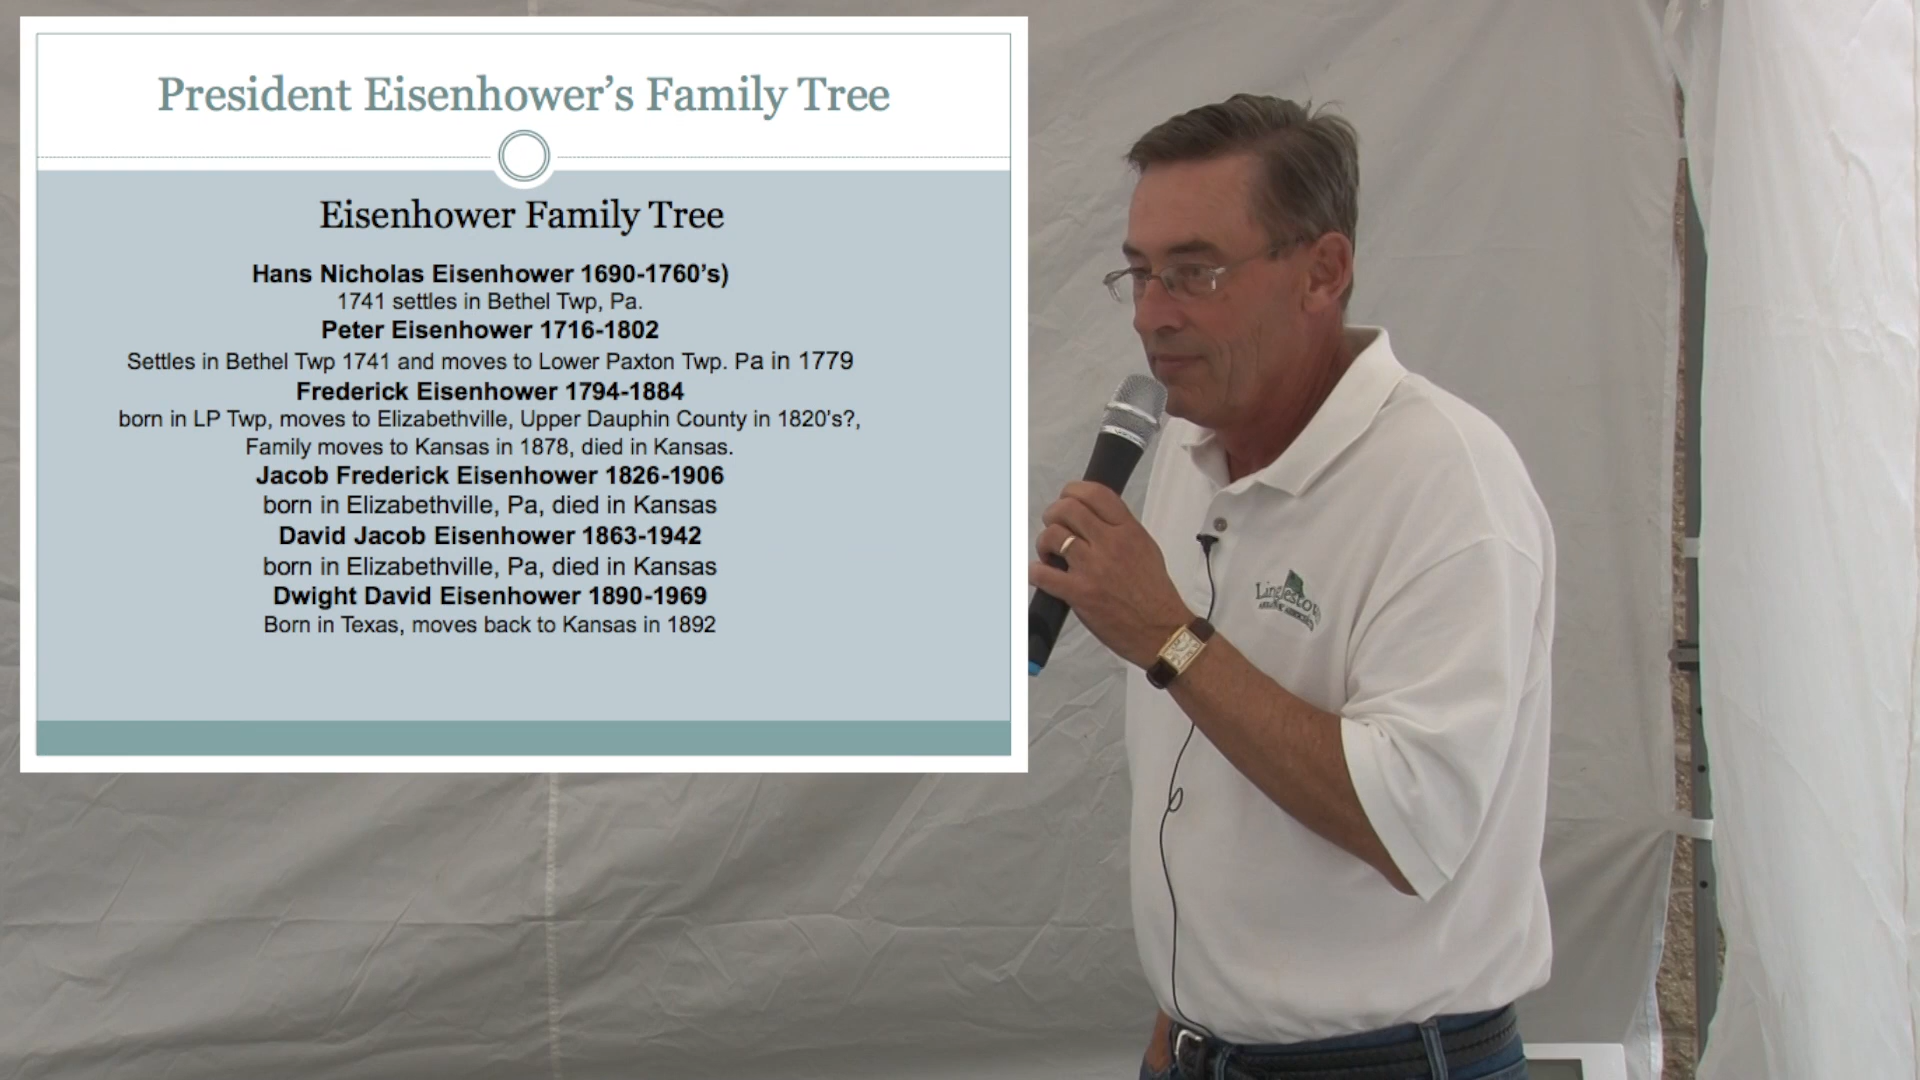 President Eisenhower's Family Tree
Eisenhower Family Tree
Hans Nicholas Eisenhower 1690-1760's)
1741 settles in Bethel Twp, Pa.
Peter Eisenhower 1716-1802
Settles in Bethel Twp 1741 and moves to Lower Paxton Twp. Pa in 1779
Frederick Eisenhower 1794-1884
born in LP Twp, moves to Elizabethville, Upper Dauphin County in 1820's?,
Family moves to Kansas in 1878, died in Kansas.
Jacob Frederick Eisenhower 1826-1906
born in Elizabethville, Pa, died in Kansas
David Jacob Eisenhower 1863-1942
born in Elizabethville, Pa, died in Kansas
Dwight David Eisenhower 1890-1969
Born in Texas, moves back to Kansas in 1892